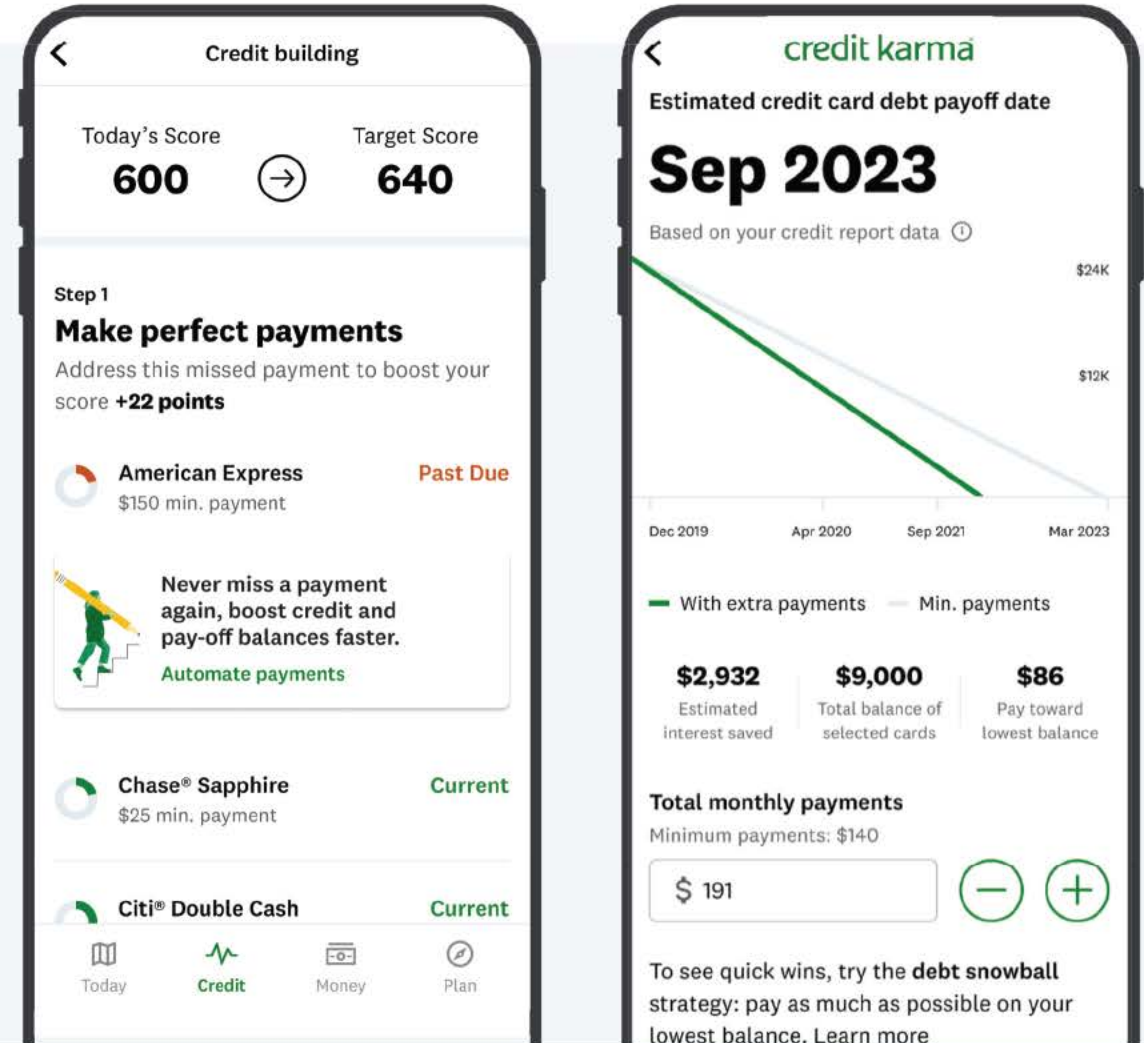 Credit building
Today's Score
Target Score
600
640
Step 1
Make perfect payments
Address this missed payment to boost your
score +22 points
American Express
Past Due
$150 min. payment
Never miss a payment
again, boost credit and
pay-off balances faster.
Automate payments
Chase® Sapphire
Current
$25 min. payment
Citi® Double Cash
Current
Today
Credit
Money
Plan
credit karma
Estimated credit card debt payoff date
Sep 2023
Based on your credit report data
$24K
$12K
Dec 2019
Apr 2020
Sep 2021
Mar 2023
With extra payments
Min. payments
$2,932
Estimated
interest saved
$9,000
Total balance of
selected cards
$86
Pay toward
lowest balance
Total monthly payments
Minimum payments: $140
$ 191
To see quick wins, try the debt snowball
strategy: pay as much as possible on your
lowest balance. Learn more